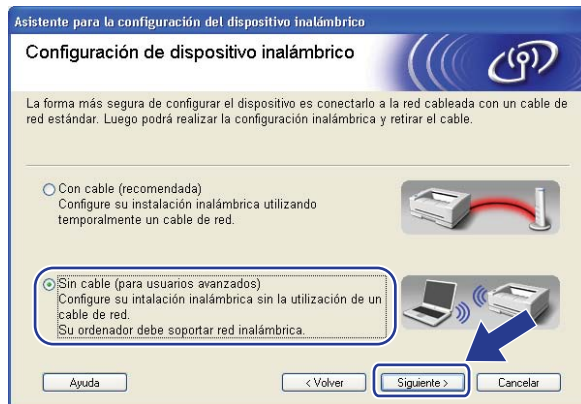 Asistente para la configuración del dispositivo inalámbrico
Configuración de dispositivo inalámbrico
La forma más segura de configurar el dispositivo es conectarlo a la red cableada con un cable de
red estándar. Luego podrá realizar la configuración inalámbrica y retirar el cable.
Con cable (recomendada)
Configure su instalación inalámbrica utilizando
temporalmente un cable de red.
Sin cable (para usuarios avanzados)
Configure su intalación inalámbrica sin la utilización de un
cable de red.
Su ordenador debe soportar red inalámbrica.
Ayuda
< Volver
Siguiente >
Cancelar